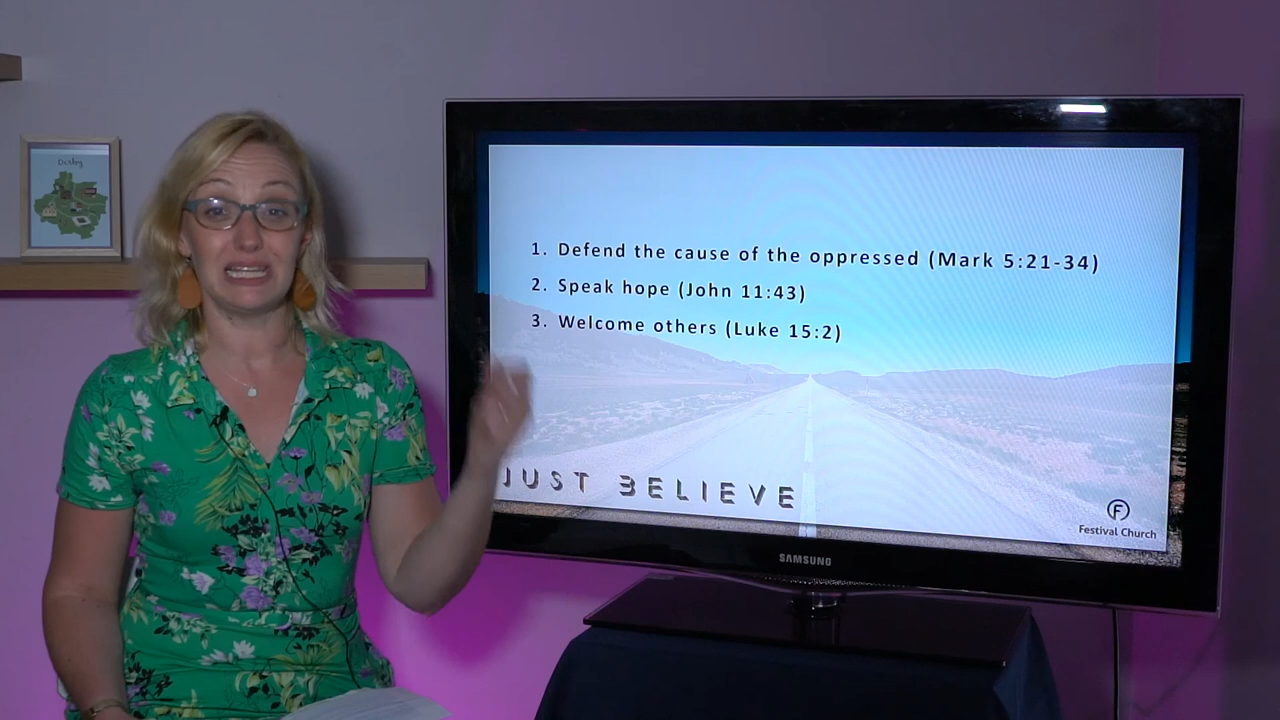 Derby
1. Defend the cause of the oppressed (Mark 5:21-34)
2. Speak hope (John 11:43)
3. Welcome others (Luke 15:2)
JUST BELIEVE
F
Festival Church
SAMSUNG